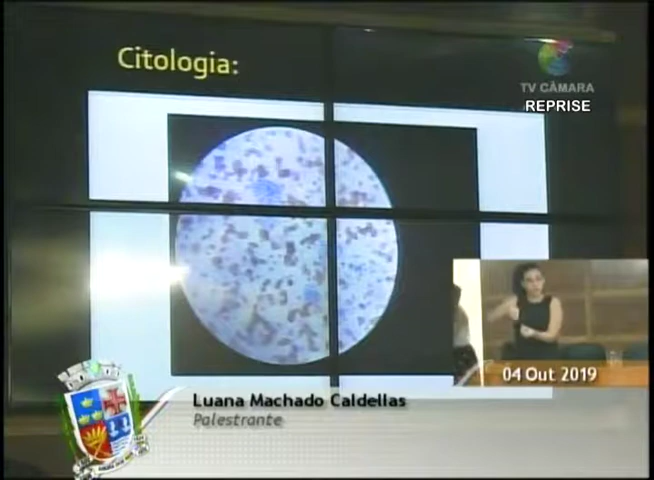 Citologia:
TV CÂMARA
REPRISE
04 Out 2019
Luana Machado Caldellas
Palestrante